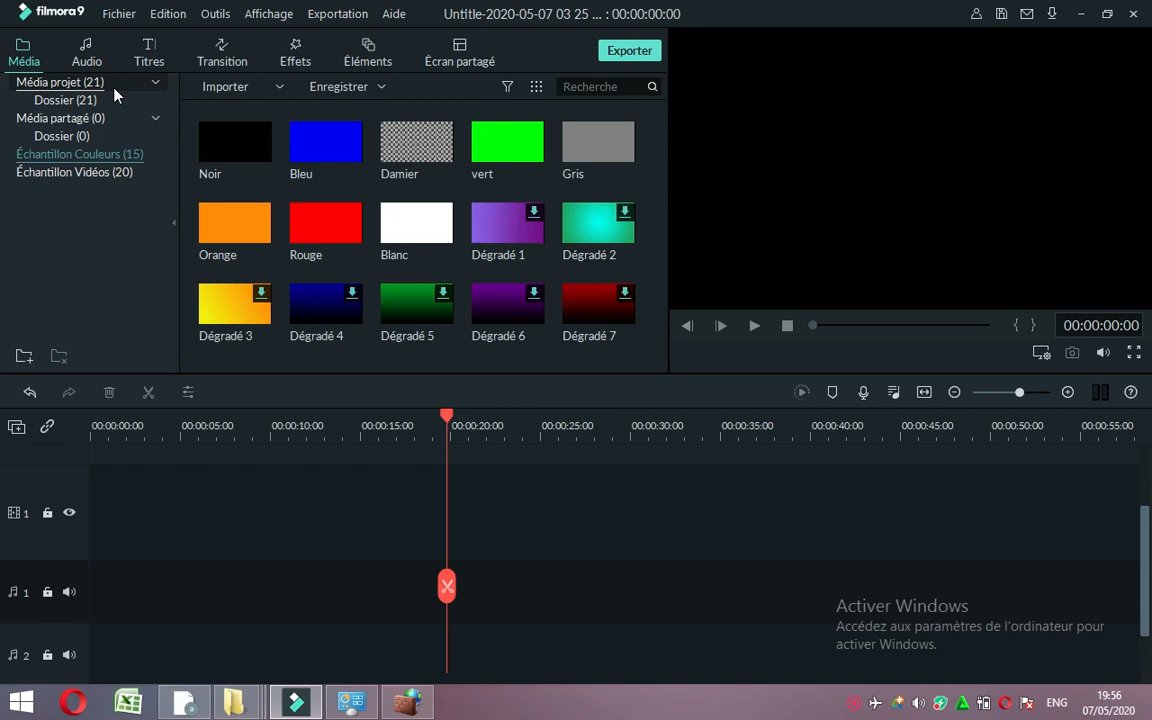 filmora9 Fichier Edition Outils Affichage Exportation Aide Untitle-2020-05-07 03 25 ... : 00:00:00:00
Média Audio Titres Transition Effets Éléments Écran partagé Exporter
Média projet (21)
Dossier (21)
Média partagé (0)
Dossier (0)
Échantillon Couleurs (15)
Échantillon Vidéos (20)
Importer Enregistrer Recherche
Noir Bleu Damier vert Gris
Orange Rouge Blanc Dégradé 1 Dégradé 2
Dégradé 3 Dégradé 4 Dégradé 5 Dégradé 6 Dégradé 7
{ } 00:00:00:00
00:00:00:00 00:00:05:00 00:00:10:00 00:00:15:00 00:00:20:00 00:00:25:00 00:00:30:00 00:00:35:00 00:00:40:00 00:00:45:00 00:00:50:00 00:00:55:00
1
1
2
Activer Windows
Accédez aux paramètres de l'ordinateur pour
activer Windows.
ENG 19:56
07/05/2020